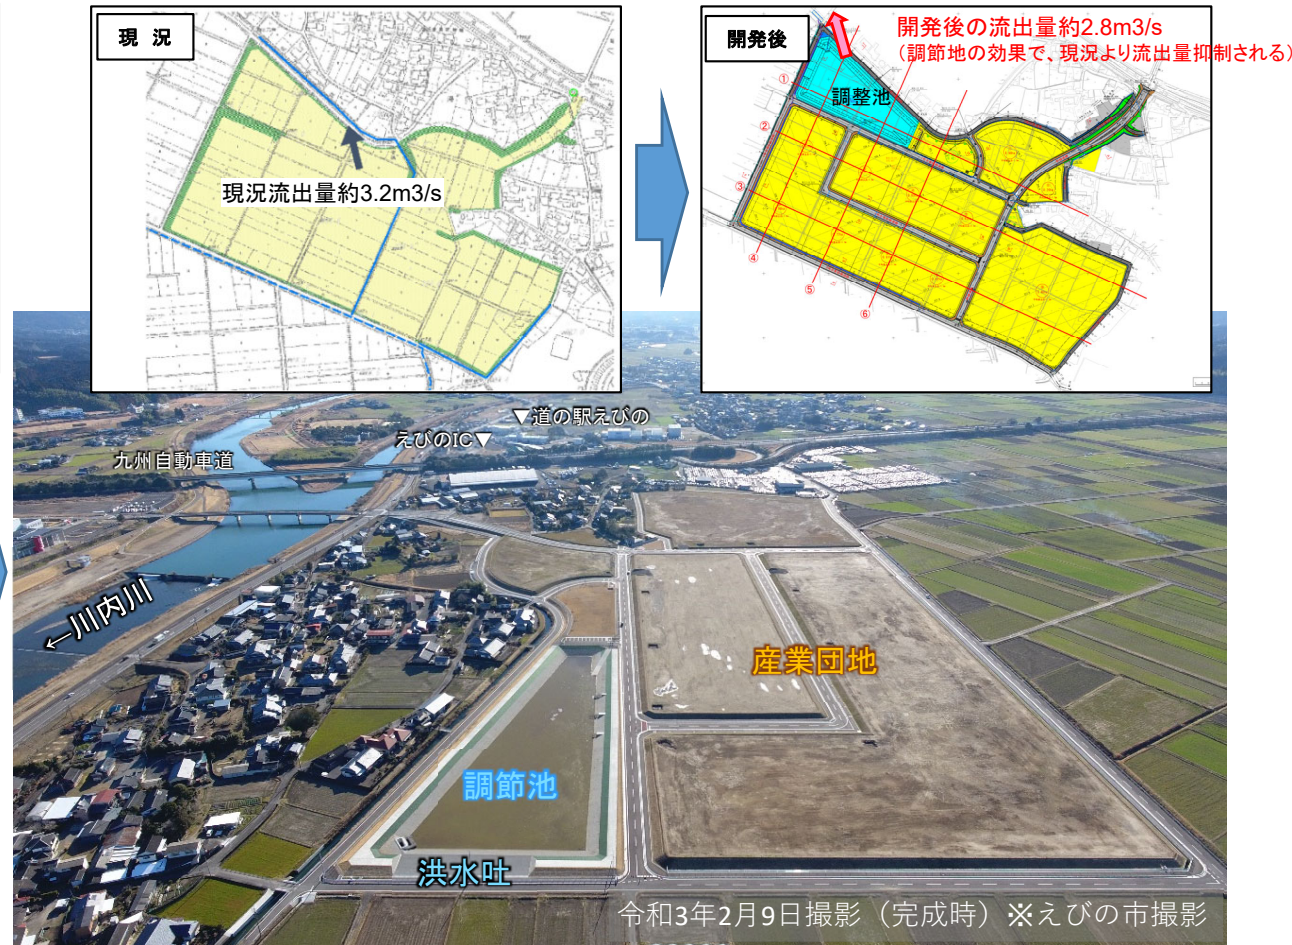 現 況
現況流出量約3.2m3/s
開発後
開発後の流出量約2.8m3/s
（調節地の効果で、現況より流出量抑制される）
調整池
①
②
③
④
⑤
⑥
▼道の駅えびの
えびのIC▼
九州自動車道
←川内川
産業団地
調節池
洪水吐
令和3年2月9日撮影（完成時）※えびの市撮影